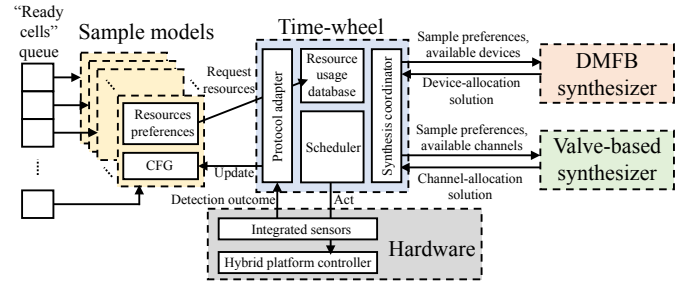 “Ready
cells”
queue
Sample models
Resources
preferences
CFG
Request
resources
Update
Time-wheel
Protocol adapter
Resource
usage
database
Scheduler
Synthesis coordinator
Sample preferences,
available devices
Device-allocation
solution
DMFB
synthesizer
Sample preferences,
available channels
Channel-allocation
solution
Valve-based
synthesizer
Detection outcome
Act
Integrated sensors
Hybrid platform controller
Hardware